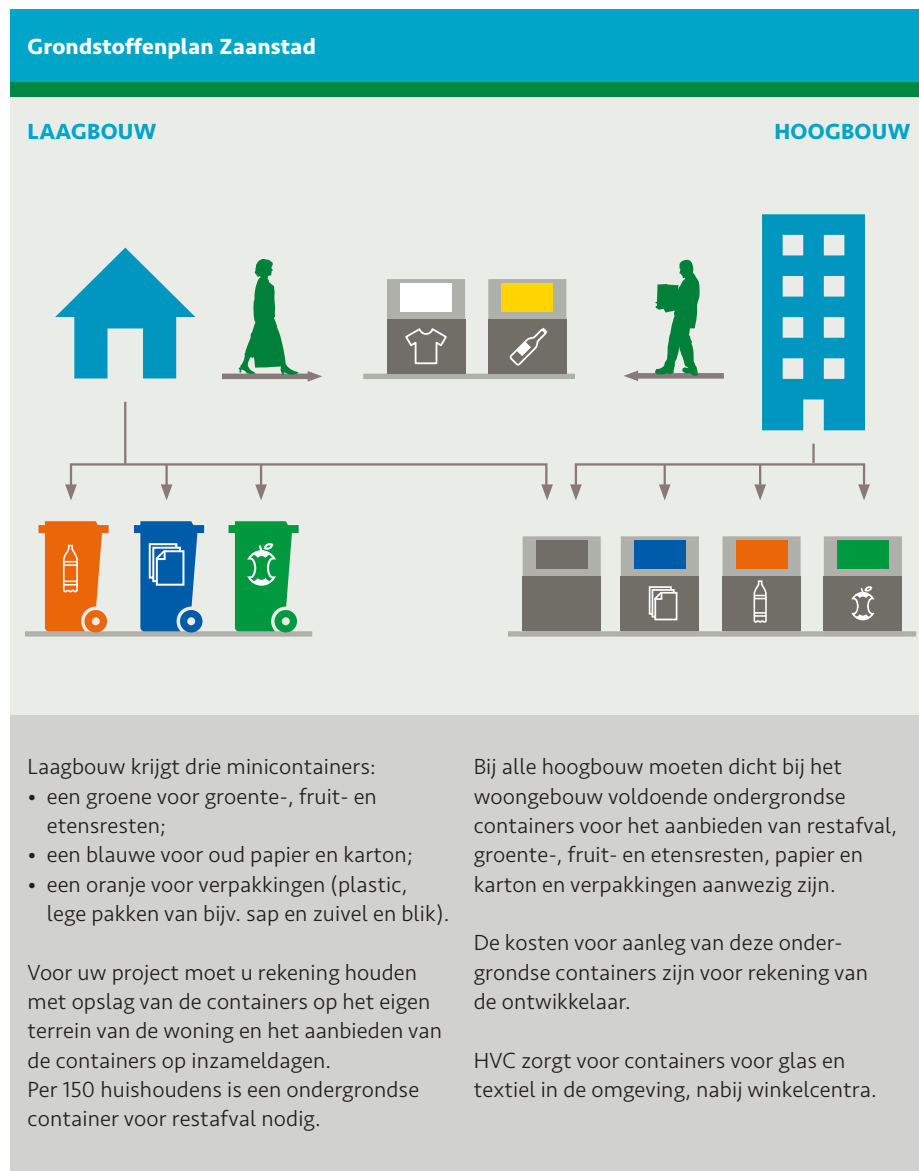 Grondstoffenplan Zaanstad
LAAGBOUW
HOOGBOUW
Laagbouw krijgt drie minicontainers:
• een groene voor groente-, fruit- en
etensresten;
• een blauwe voor oud papier en karton;
• een oranje voor verpakkingen (plastic,
lege pakken van bijv. sap en zuivel en blik).
Voor uw project moet u rekening houden
met opslag van de containers op het eigen
terrein van de woning en het aanbieden van
de containers op inzameldagen.
Per 150 huishoudens is een ondergrondse
container voor restafval nodig.
Bij alle hoogbouw moeten dicht bij het
woongebouw voldoende ondergrondse
containers voor het aanbieden van restafval,
groente-, fruit- en etensresten, papier en
karton en verpakkingen aanwezig zijn.
De kosten voor aanleg van deze onder-
grondse containers zijn voor rekening van
de ontwikkelaar.
HVC zorgt voor containers voor glas en
textiel in de omgeving, nabij winkelcentra.